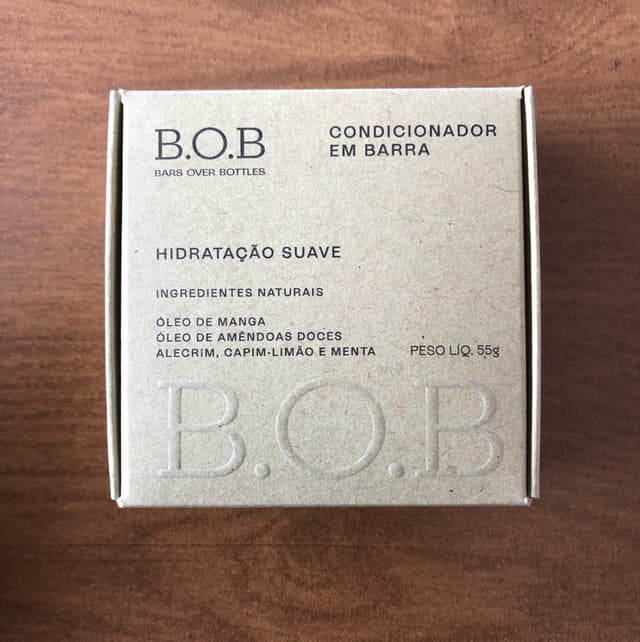 B.O.B
BARS OVER BOTTLES
CONDICIONADOR
EM BARRA
HIDRATAÇÃO SUAVE
INGREDIENTES NATURAIS
ÓLEO DE MANGA
ÓLEO DE AMÊNDOAS DOCES
ALECRIM, CAPIM-LIMÃO E MENTA
PESO LÍQ. 55g
B.O.B